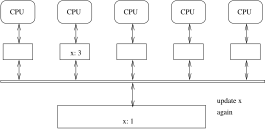 CPU CPU CPU CPU CPU
x: 3
update x
again
x: 1